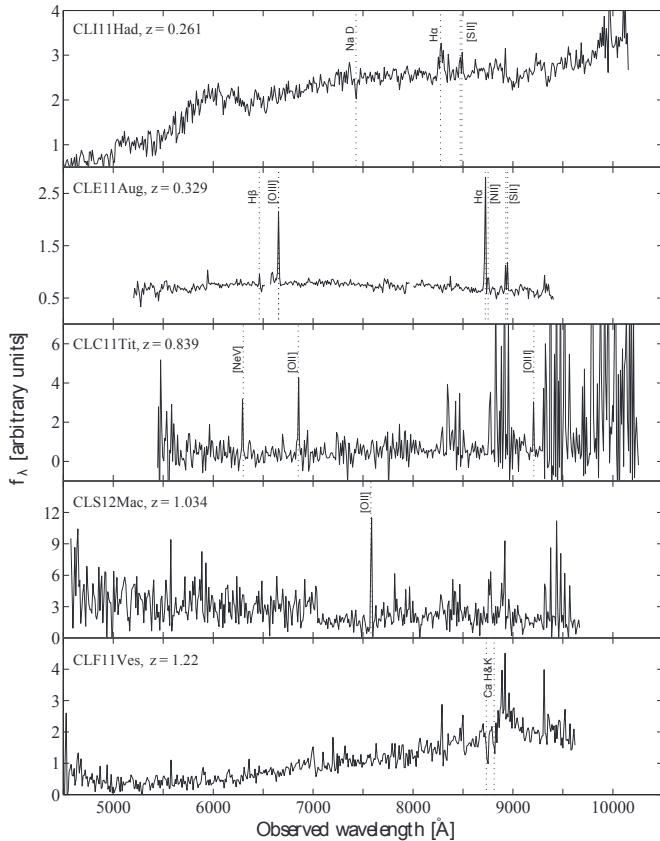 CLI11Had, z = 0.261
Na D
Hα
[SII]
4
3
2
1
CLE11Aug, z = 0.329
Hβ
[OIII]
Hα
[NII]
[SII]
2.5
1.5
0.5
CLC11Tit, z = 0.839
[NeV]
[OII]
[OIII]
6
4
2
0
CLS12Mac, z = 1.034
[OII]
12
9
6
3
0
CLF11Ves, z = 1.22
Ca H&K
4
3
2
1
0
5000 6000 7000 8000 9000 10000
Observed wavelength [Å]
f λ [arbitrary units]